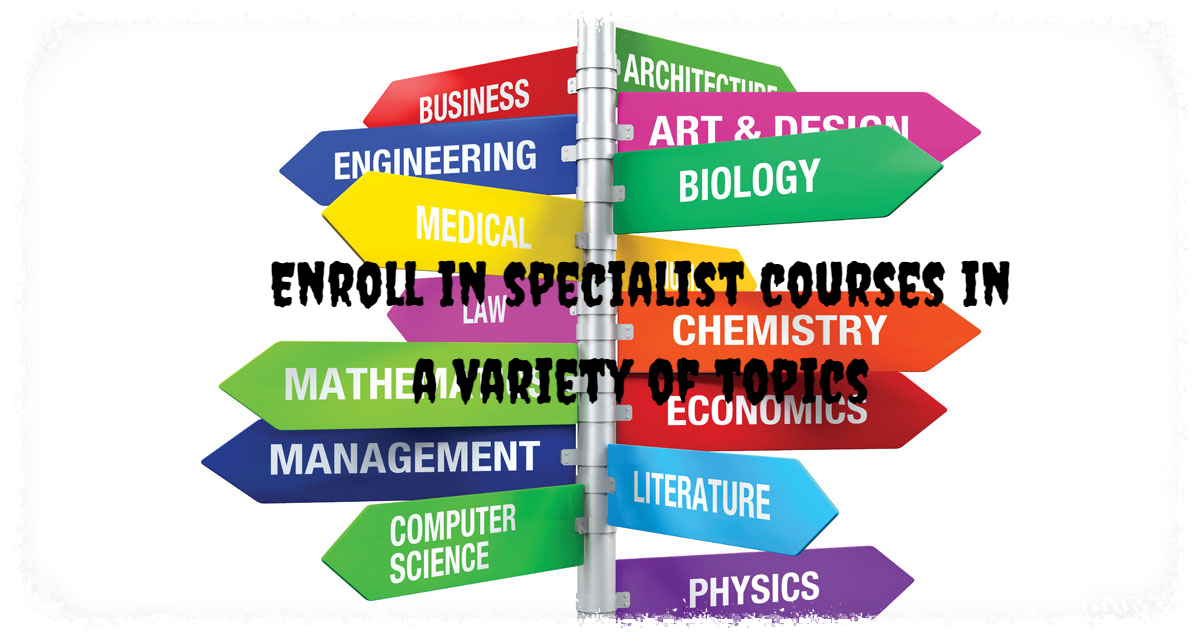 ARCHITECTURE
BUSINESS
ART & DESIGN
ENGINEERING
BIOLOGY
MEDICAL
ENROLL IN SPECIALIST COURSES IN
LAW
CHEMISTRY
MATHEMATICS
A VARIETY OF TOPICS
ECONOMICS
MANAGEMENT
LITERATURE
COMPUTER
SCIENCE
PHYSICS